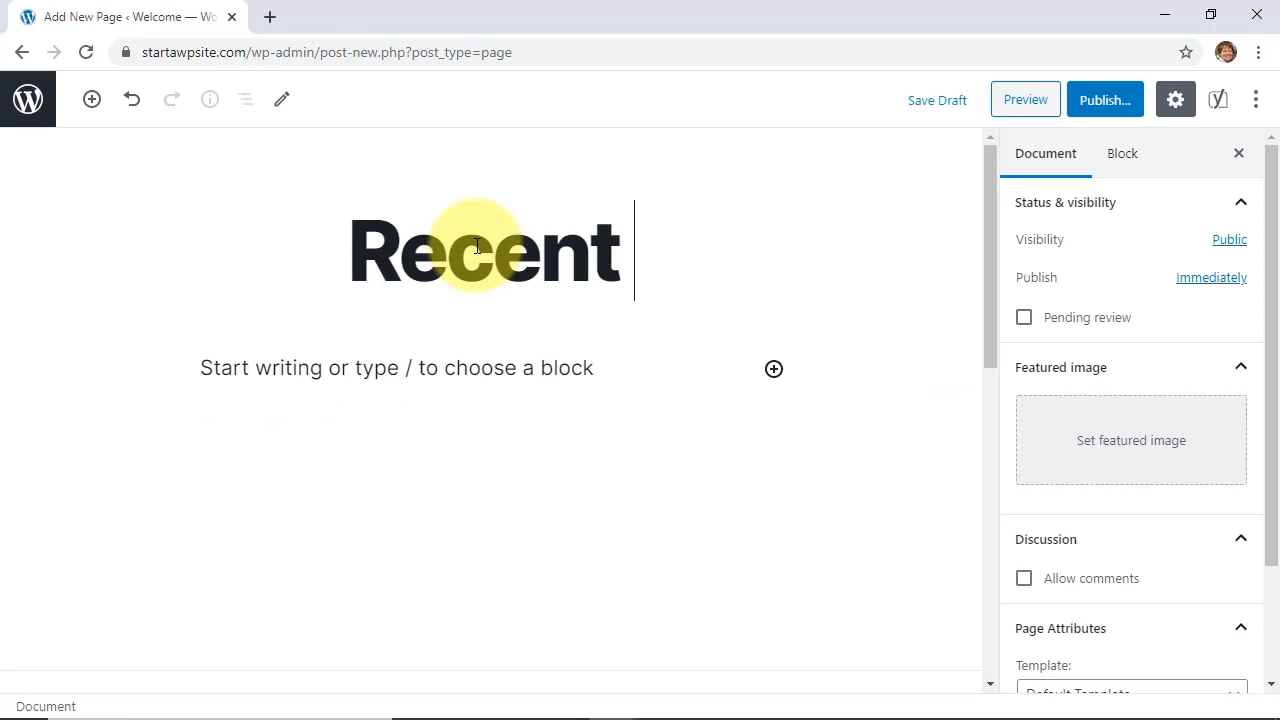 Add New Page ‹ Welcome — Wo
startawpsite.com/wp-admin/post-new.php?post_type=page
Save Draft
Preview
Publish...
Document
Block
Status & visibility
Visibility
Public
Publish
Immediately
Pending review
Featured image
Set featured image
Discussion
Allow comments
Page Attributes
Template:
Default Template
Recent
Start writing or type / to choose a block
Document